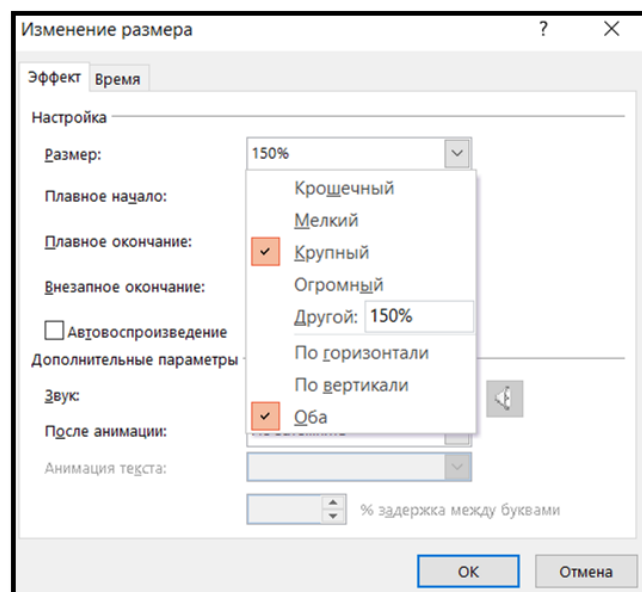 Изменение размера ?
Эффект Время
Настройка
Размер: 150%
Крошечный
Плавное начало:
Мелкий
Плавное окончание:
Крупный
Внезапное окончание:
Огромный
Другой: 150%
Автовоспроизведение
По горизонтали
Дополнительные параметры
По вертикали
Звук:
Оба
После анимации:
Анимация текста:
% задержка между буквами
ОК Отмена